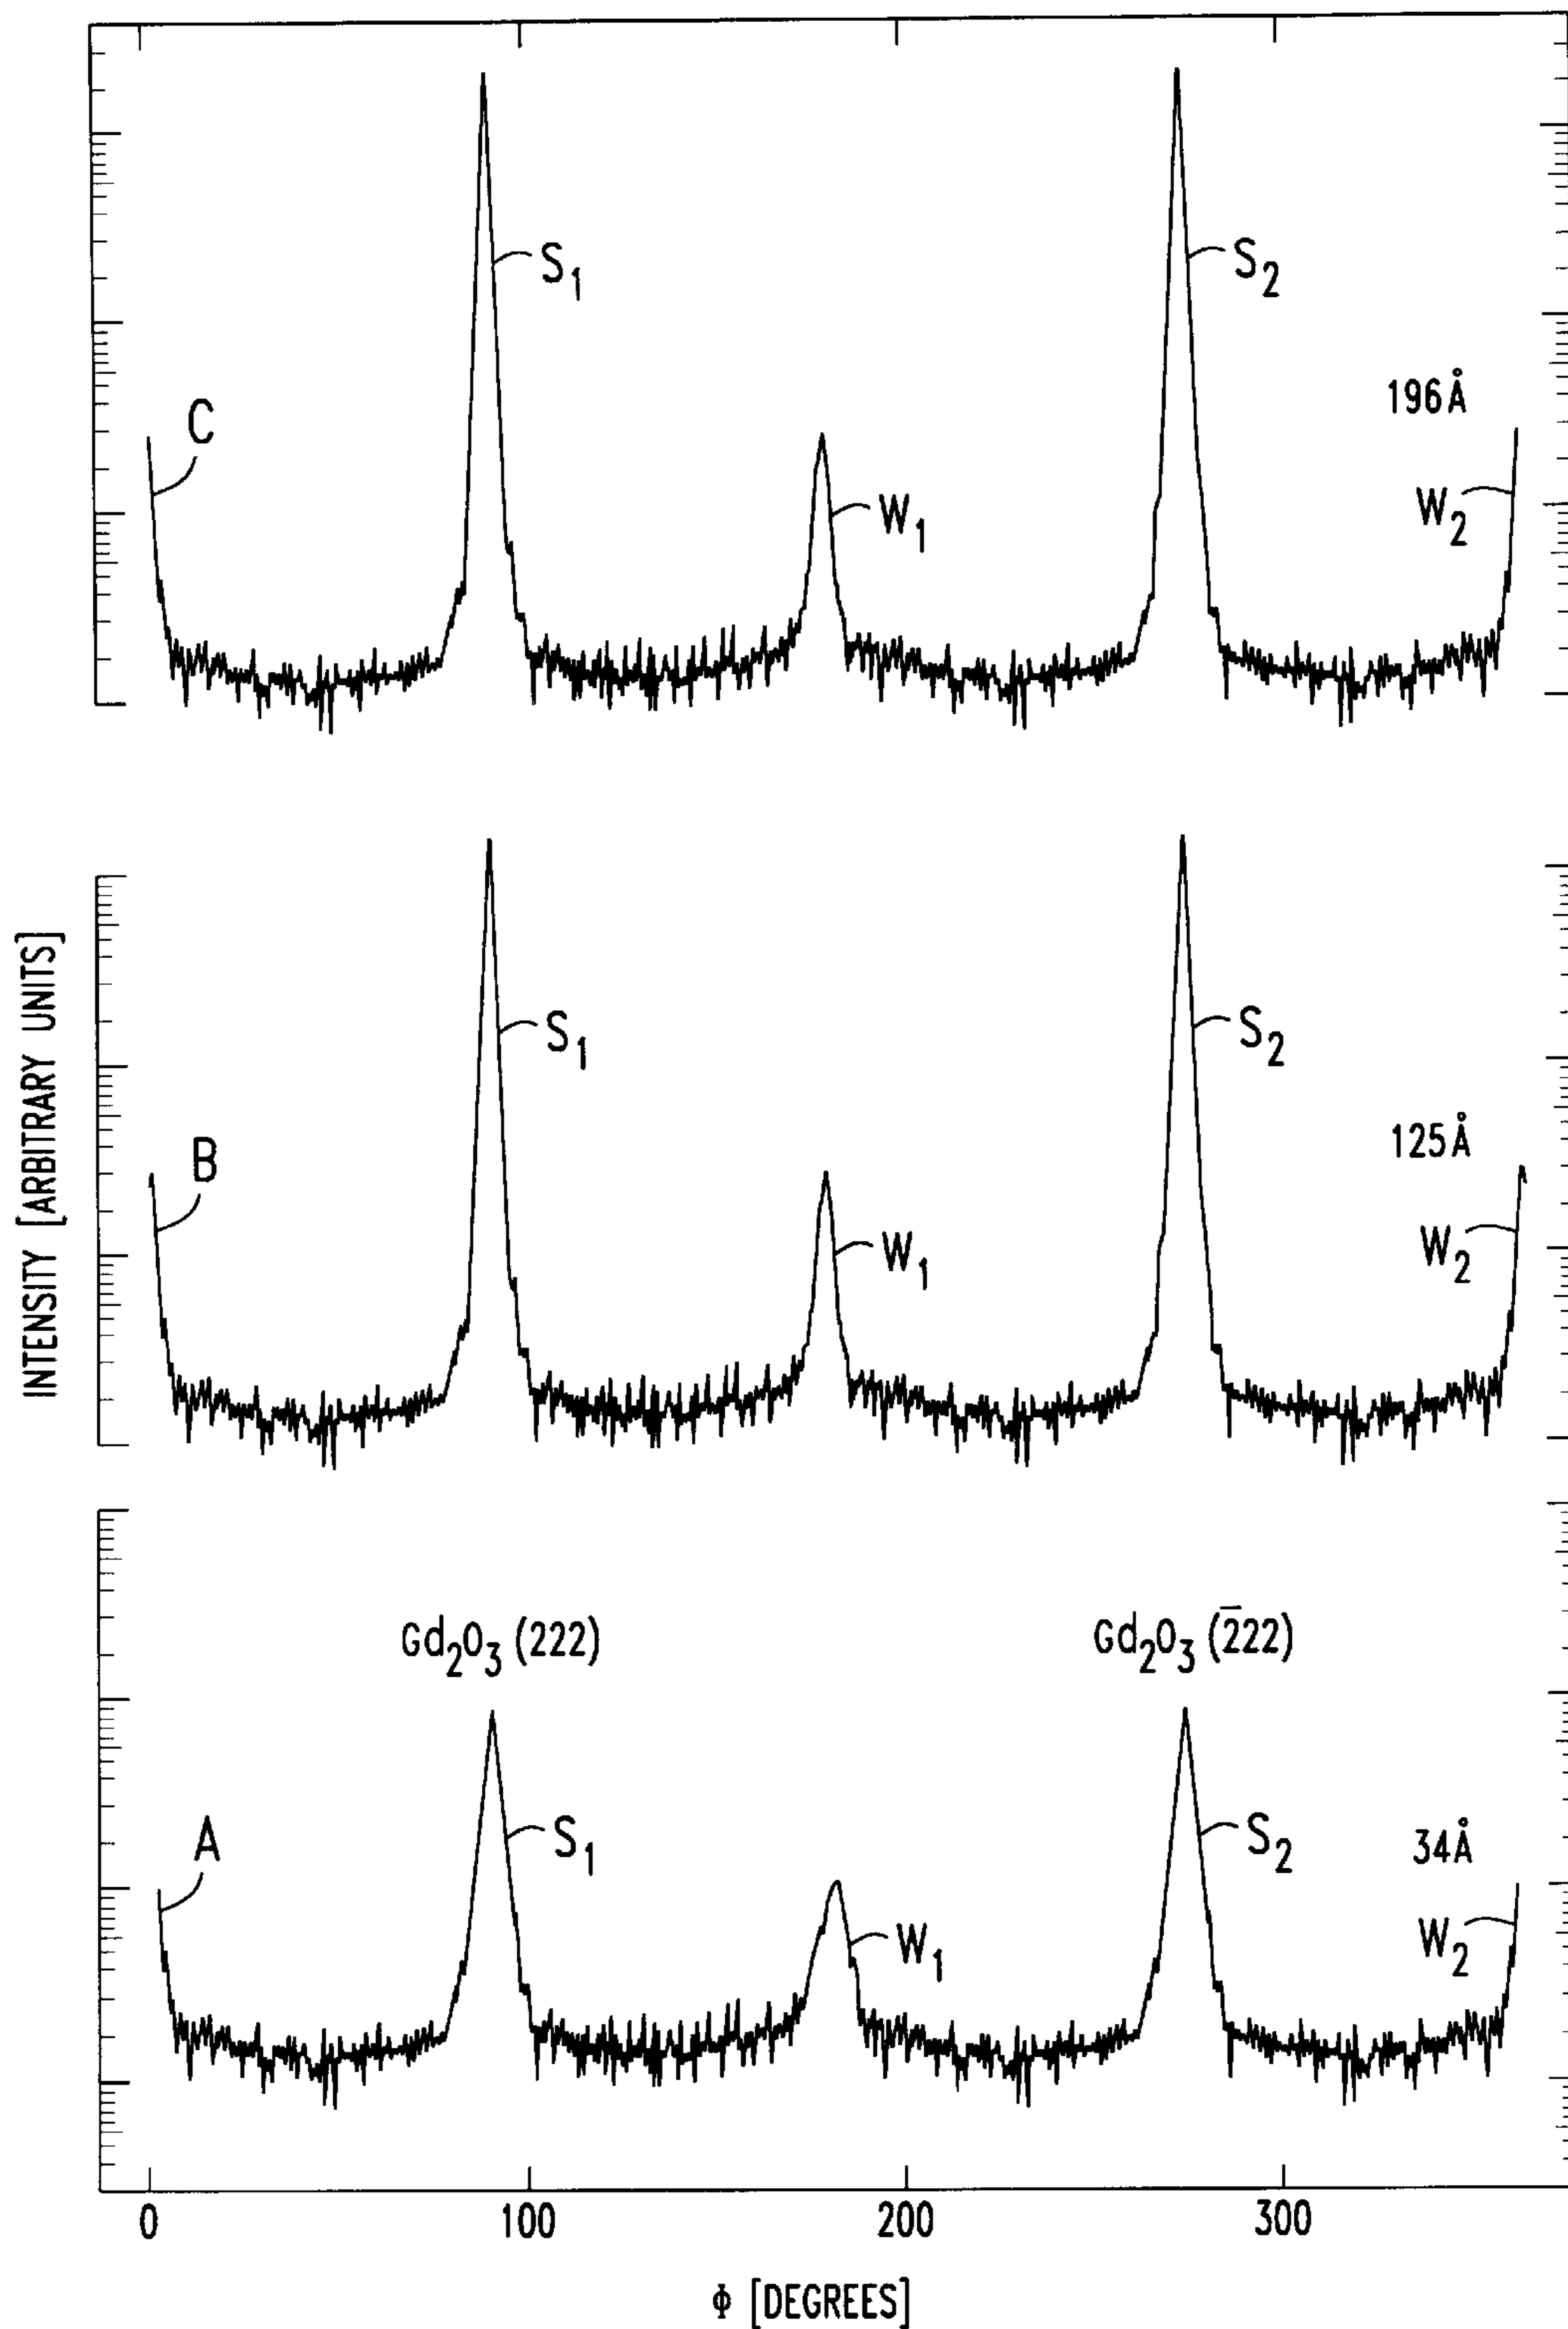 S₁
S₂
196Å
C
W₁
W₂
INTENSITY [ARBITRARY UNITS]
S₁
S₂
125Å
B
W₁
W₂
Gd₂O₃ (222)
Gd₂O₃ (2̅22)
A
S₁
S₂
34Å
W₁
W₂
0 100 200 300
Φ [DEGREES]